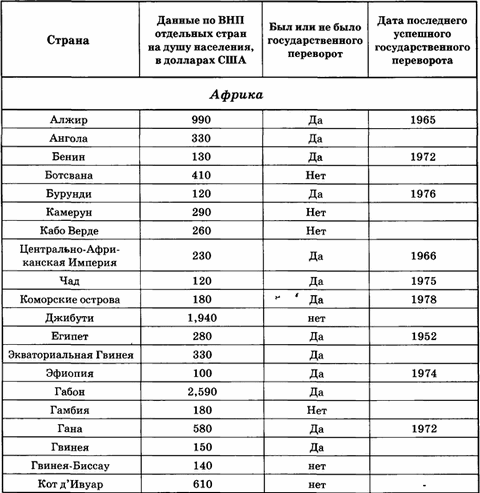 Страна | Данные по ВНП отдельных стран на душу населения, в долларах США | Был или не было государственного переворот | Дата последнего успешного государственного переворота
Африка
Алжир 990 Да 1965
Ангола 330 Да
Бенин 130 Да 1972
Ботсвана 410 Нет
Бурунди 120 Да 1976
Камерун 290 Нет
Кабо Верде 260 Нет
Центрально-Афри-
канская Империя 230 Да 1966
Чад 120 Да 1975
Коморские острова 180 Да 1978
Джибути 1,940 нет
Египет 280 Да 1952
Экваториальная Гвинея 330 Да
Эфиопия 100 Да 1974
Габон 2,590 Да
Гамбия 180 Нет
Гана 580 Да 1972
Гвинея 150 Да
Гвинея-Биссау 140 нет
Кот д'Ивуар 610 нет -